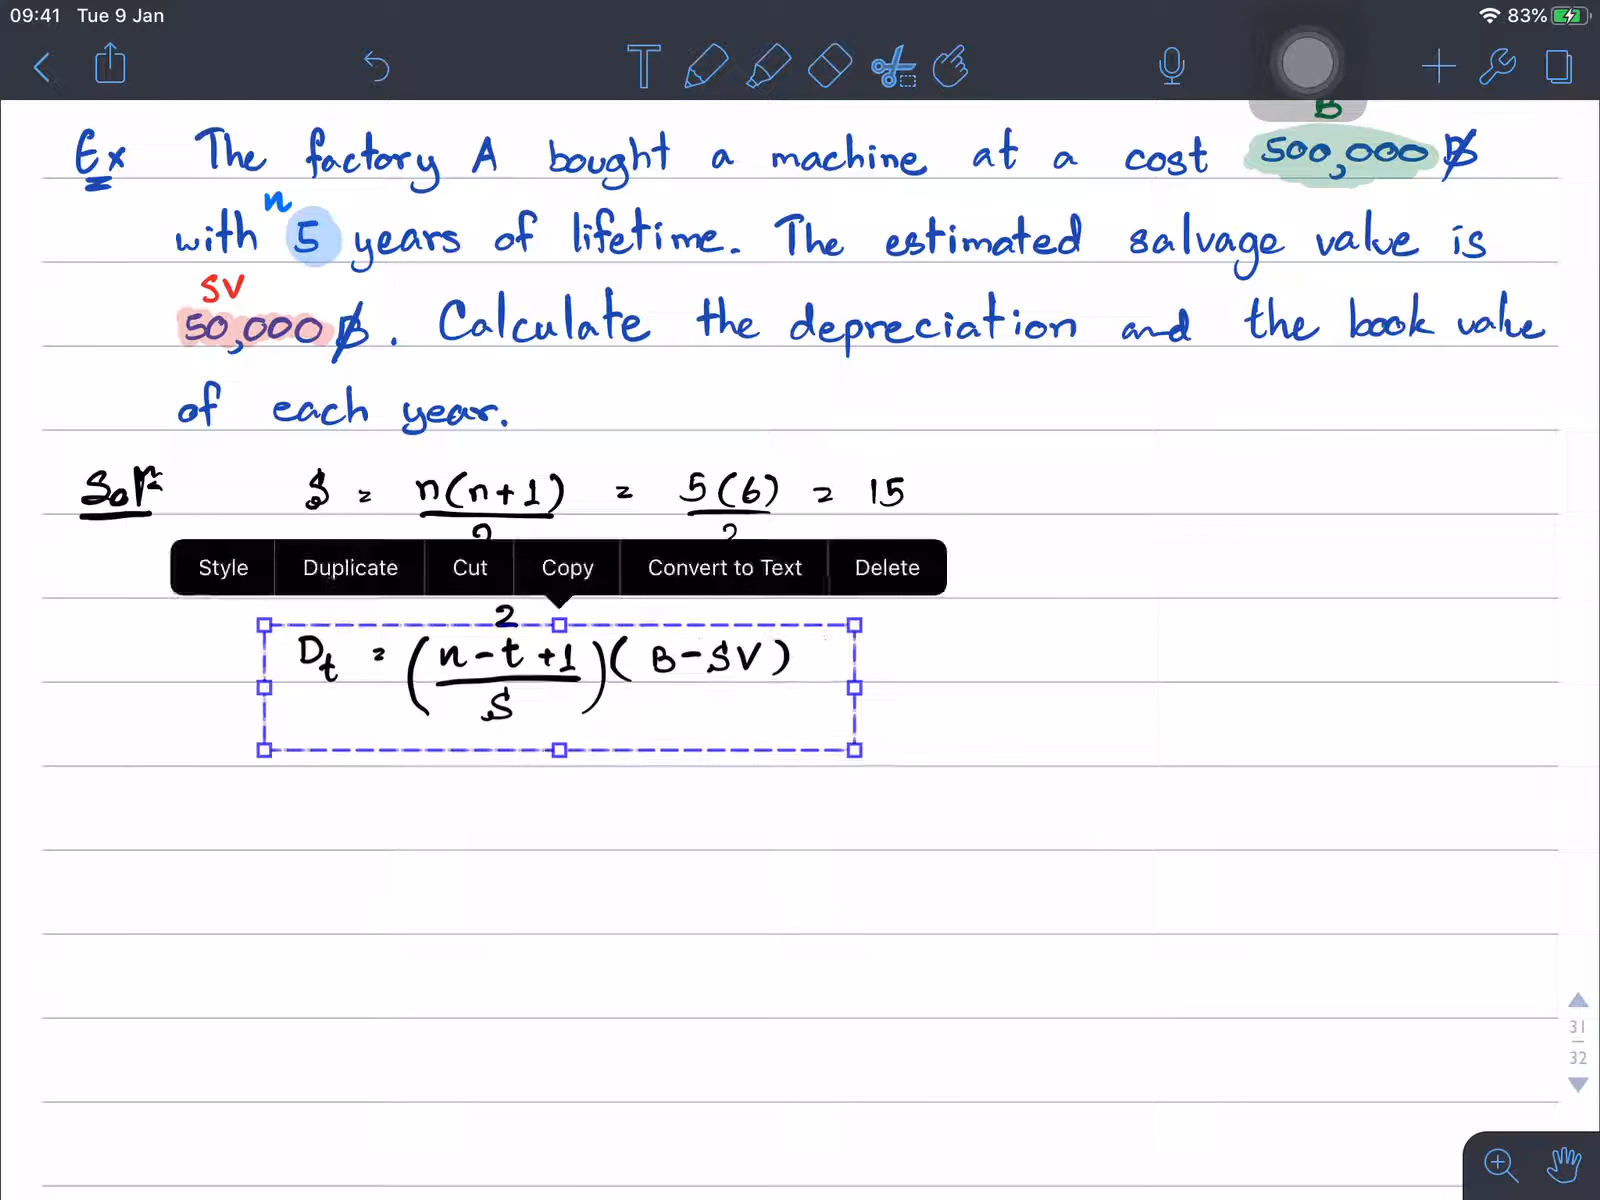 09:41 Tue 9 Jan 83%
B
Ex The factory A bought a machine at a cost 500,000 ฿
n
with 5 years of lifetime. The estimated salvage value is
SV
50,000 ฿. Calculate the depreciation and the book value
of each year.
Solⁿ S = n(n+1)/2 = 5(6)/2 = 15
Style Duplicate Cut Copy Convert to Text Delete
2
Dt = (n-t+1/S)(B-SV)
31
32